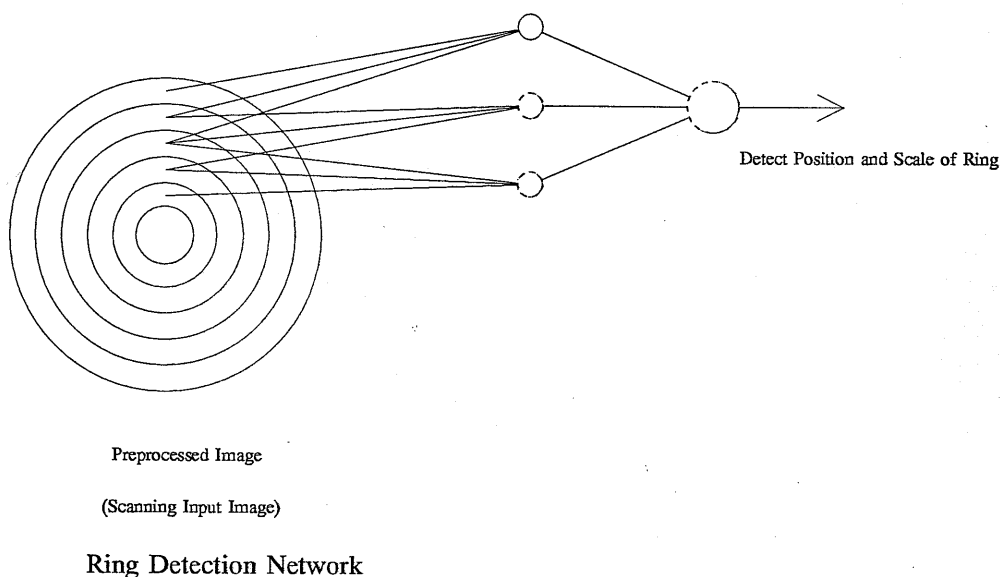 Detect Position and Scale of Ring
Preprocessed Image
(Scanning Input Image)
Ring Detection Network